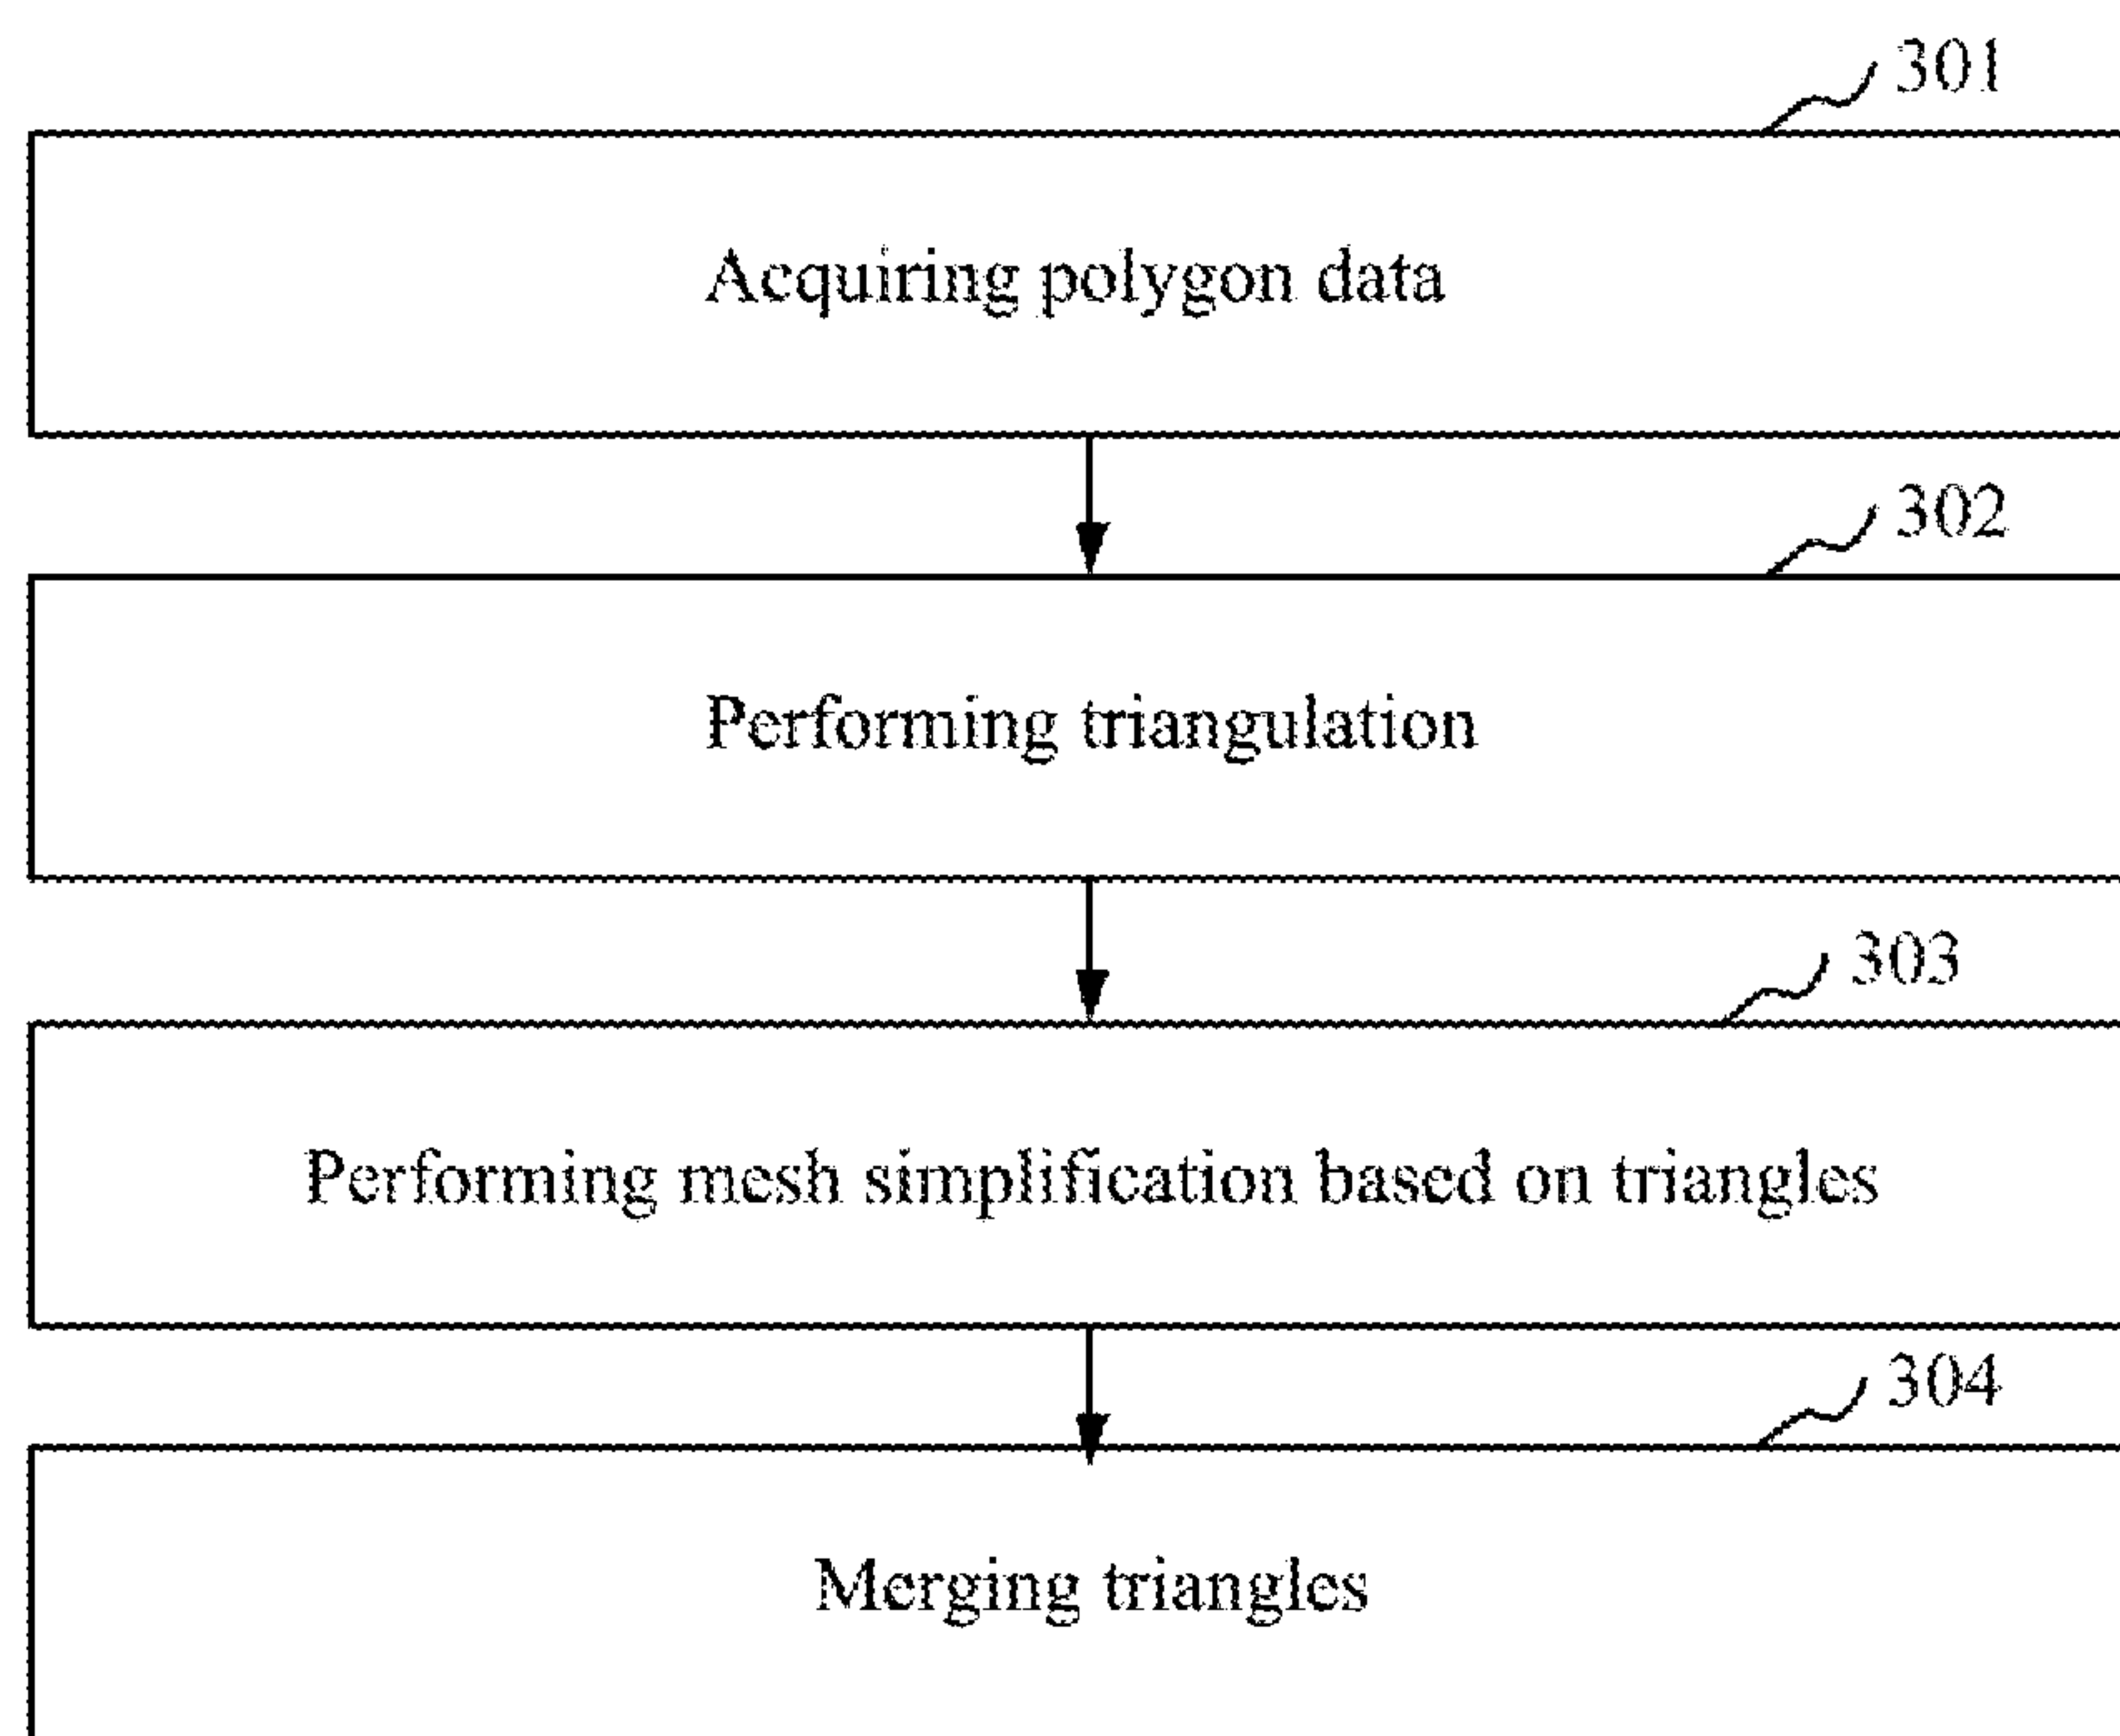 301
Acquiring polygon data
302
Performing triangulation
303
Performing mesh simplification based on triangles
304
Merging triangles